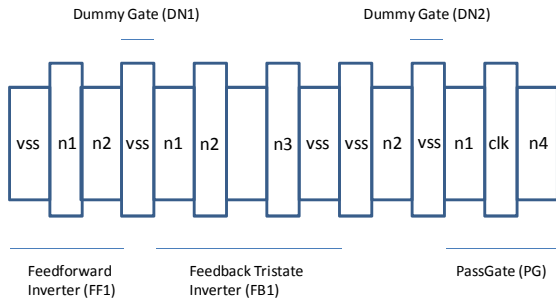 Dummy Gate (DN1) Dummy Gate (DN2)
vss n1 n2 vss n1 n2 n3 vss vss n2 vss n1 clk n4
Feedforward
Inverter (FF1)
Feedback Tristate
Inverter (FB1)
PassGate (PG)